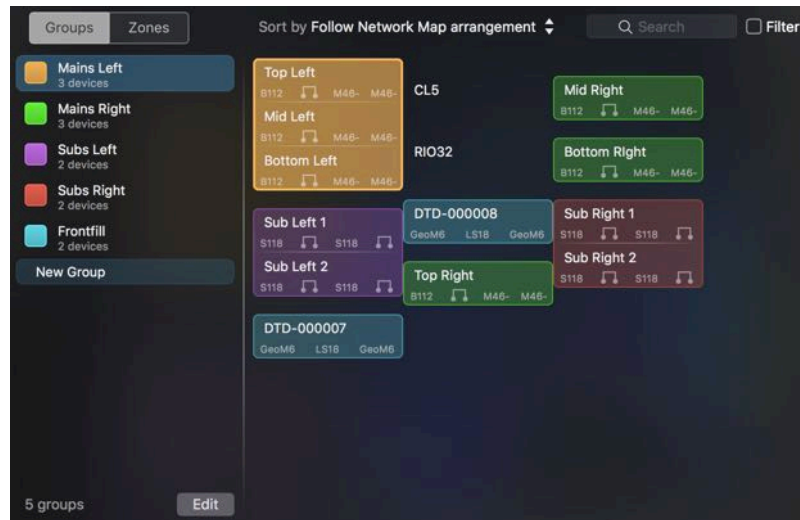 Groups Zones
Sort by Follow Network Map arrangement
Search
Filter
Mains Left
3 devices
Mains Right
3 devices
Subs Left
2 devices
Subs Right
2 devices
Frontfill
2 devices
New Group
5 groups
Edit
Top Left
B112 M46- M46-
Mid Left
B112 M46- M46-
Bottom Left
B112 M46- M46-
CL5
RIO32
Mid Right
B112 M46- M46-
Bottom RIght
B112 M46- M46-
Sub Left 1
S118 S118
Sub Left 2
S118 S118
DTD-000008
GeoM6 LS18 GeoM6
Top Right
B112 M46- M46-
Sub Right 1
S118 S118
Sub Right 2
S118 S118
DTD-000007
GeoM6 LS18 GeoM6